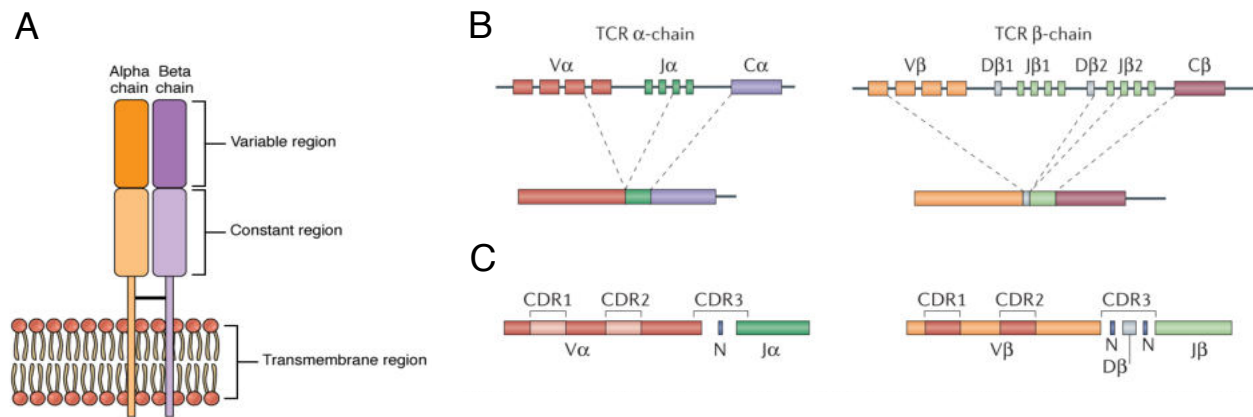 A
Alpha chain
Beta chain
Variable region
Constant region
Transmembrane region
B
TCR α-chain
Vα
Jα
Cα
TCR β-chain
Vβ
Dβ1
Jβ1
Dβ2
Jβ2
Cβ
C
CDR1
CDR2
CDR3
Vα
N
Jα
CDR1
CDR2
CDR3
Vβ
N
Dβ
N
Jβ